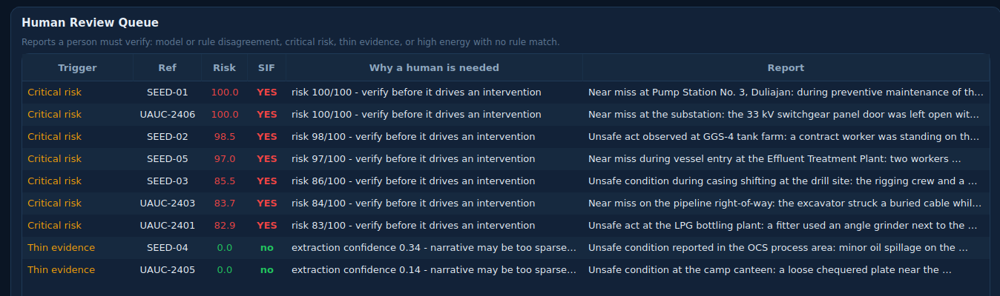 Human Review Queue
Reports a person must verify: model or rule disagreement, critical risk, thin evidence, or high energy with no rule match.
Trigger Ref Risk SIF Why a human is needed Report
Critical risk SEED-01 100.0 YES risk 100/100 - verify before it drives an intervention Near miss at Pump Station No. 3, Duliajan: during preventive maintenance of th...
Critical risk UAUC-2406 100.0 YES risk 100/100 - verify before it drives an intervention Near miss at the substation: the 33 kV switchgear panel door was left open wit...
Critical risk SEED-02 98.5 YES risk 98/100 - verify before it drives an intervention Unsafe act observed at GGS-4 tank farm: a contract worker was standing on th...
Critical risk SEED-05 97.0 YES risk 97/100 - verify before it drives an intervention Near miss during vessel entry at the Effluent Treatment Plant: two workers ...
Critical risk SEED-03 85.5 YES risk 86/100 - verify before it drives an intervention Unsafe condition during casing shifting at the drill site: the rigging crew and a ...
Critical risk UAUC-2403 83.7 YES risk 84/100 - verify before it drives an intervention Near miss on the pipeline right-of-way: the excavator struck a buried cable whil...
Critical risk UAUC-2401 82.9 YES risk 83/100 - verify before it drives an intervention Unsafe act at the LPG bottling plant: a fitter used an angle grinder next to the ...
Thin evidence SEED-04 0.0 no extraction confidence 0.34 - narrative may be too sparse... Unsafe condition reported in the OCS process area: minor oil spillage on the ...
Thin evidence UAUC-2405 0.0 no extraction confidence 0.14 - narrative may be too sparse... Unsafe condition at the camp canteen: a loose chequered plate near the ...